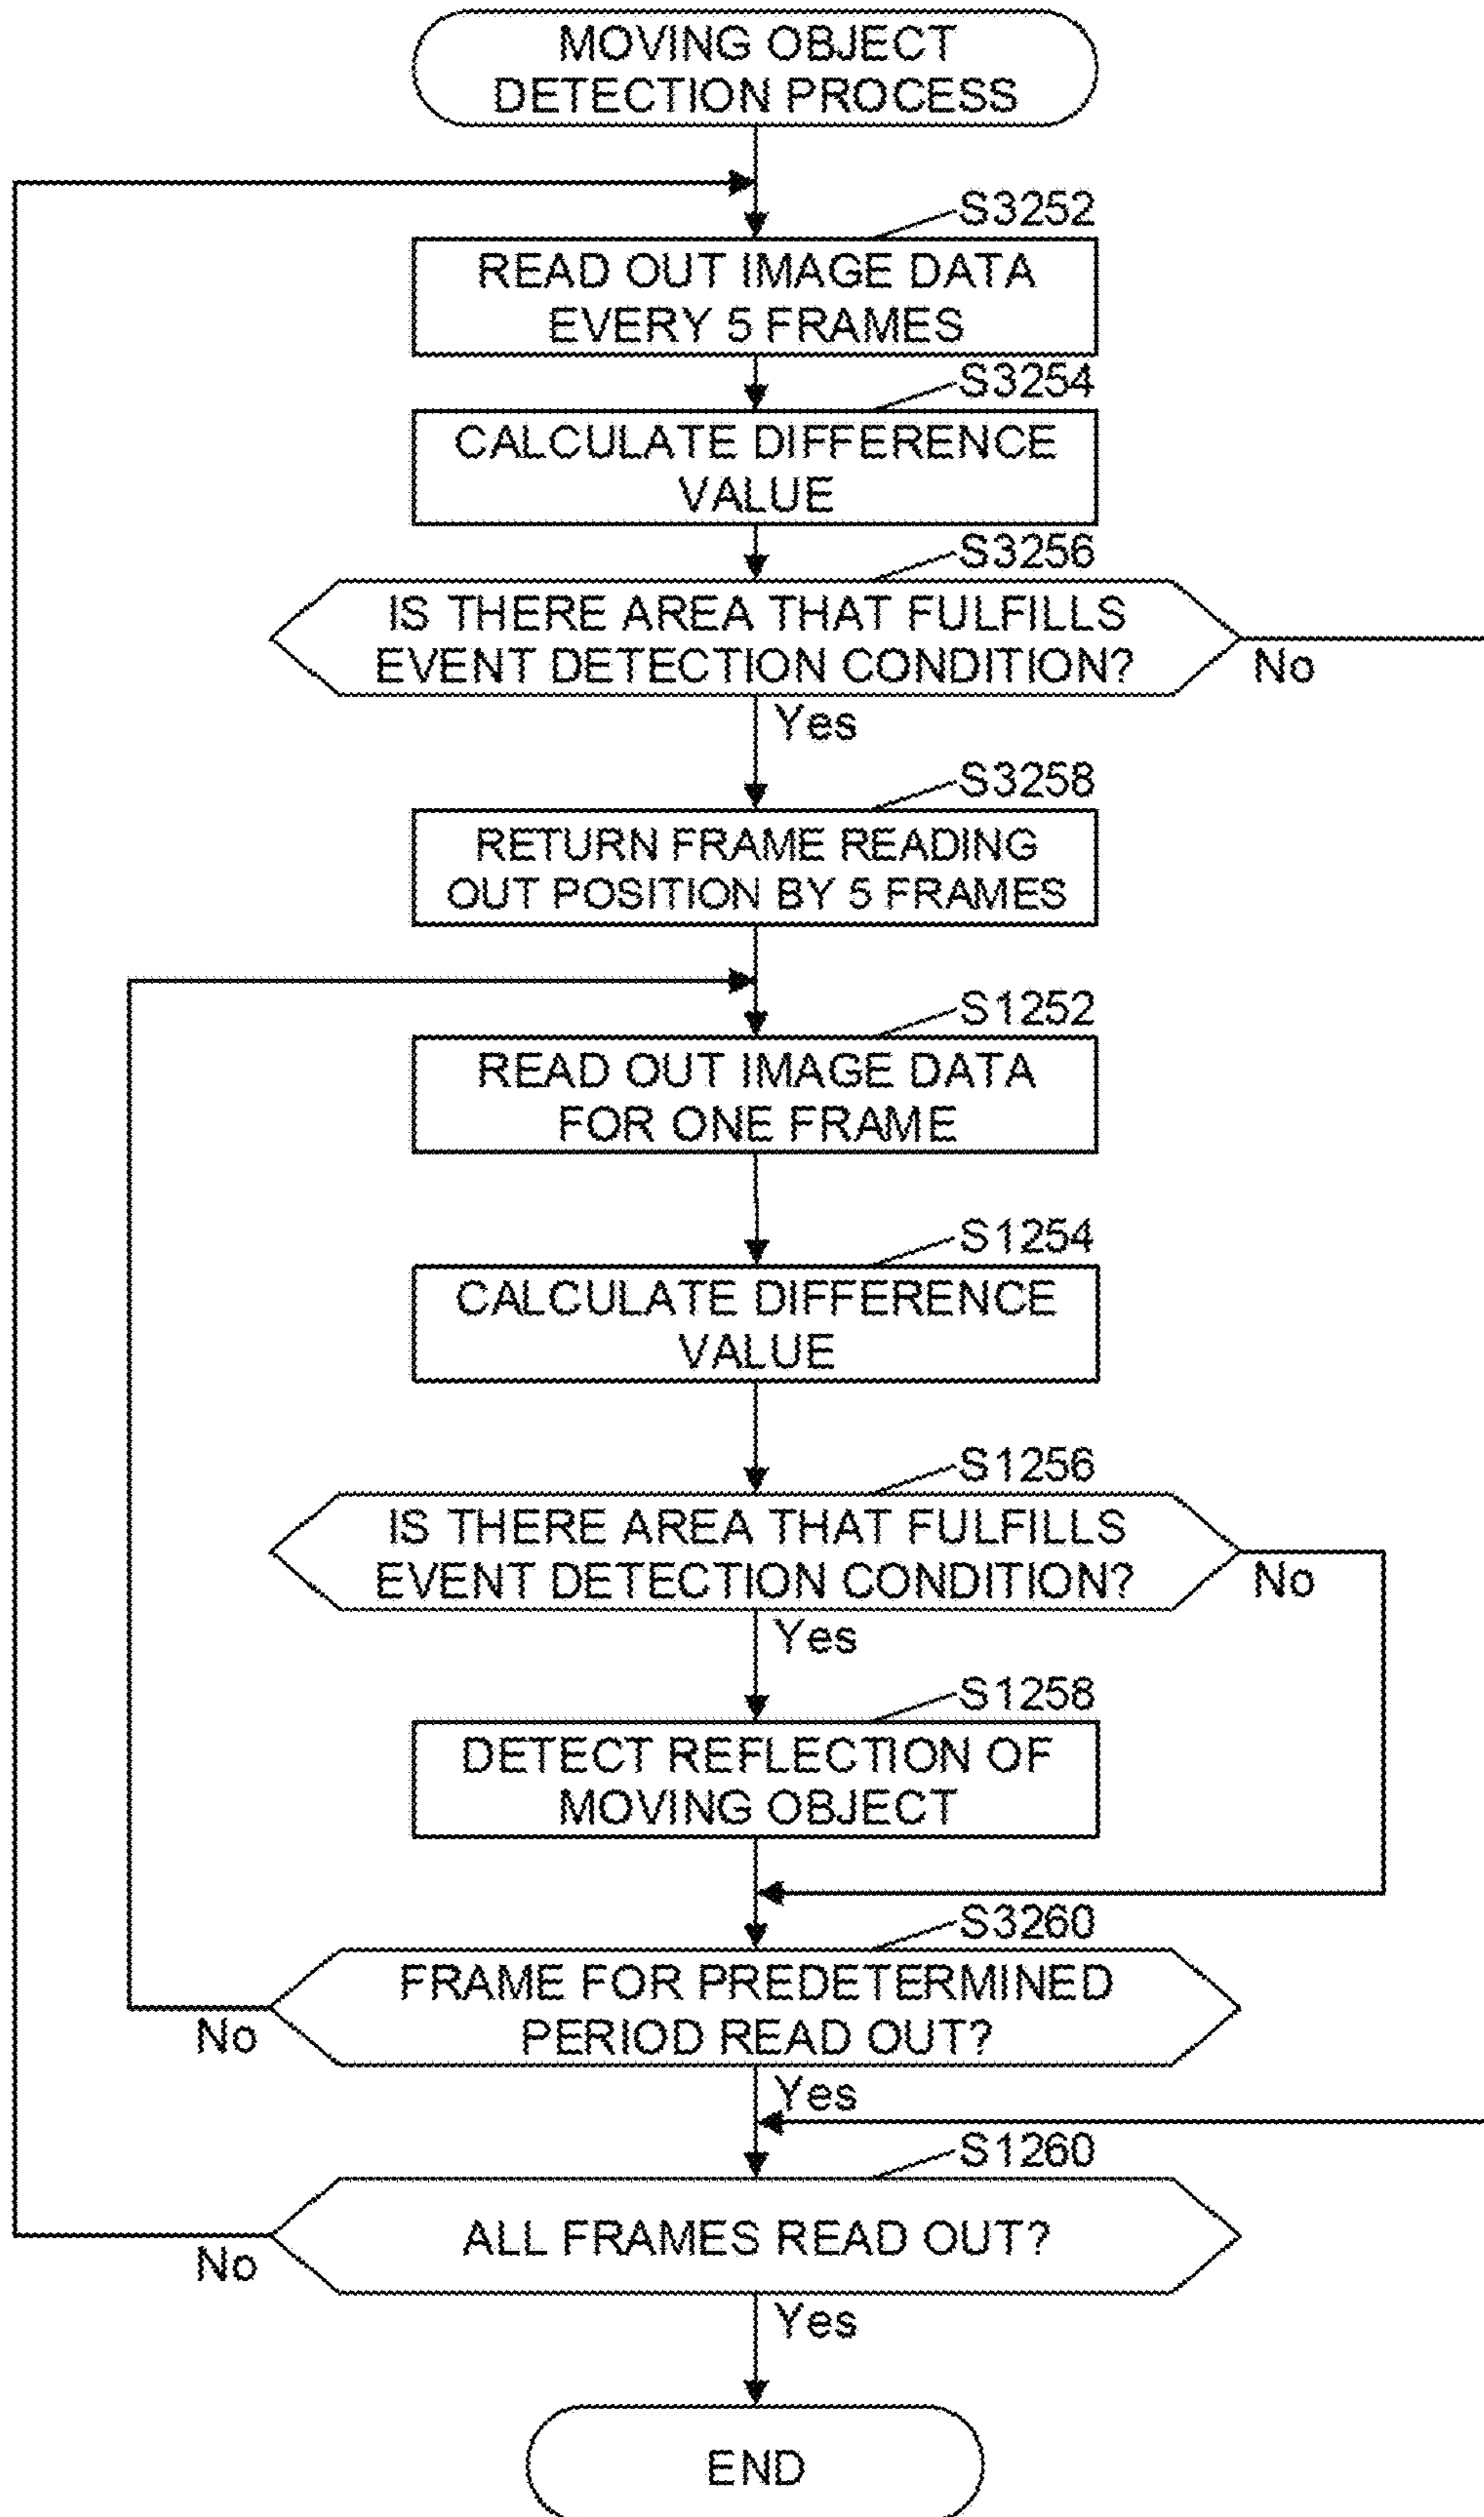 MOVING OBJECT
DETECTION PROCESS
S3252
READ OUT IMAGE DATA
EVERY 5 FRAMES
S3254
CALCULATE DIFFERENCE
VALUE
S3256
IS THERE AREA THAT FULFILLS
EVENT DETECTION CONDITION?
No
Yes
S3258
RETURN FRAME READING
OUT POSITION BY 5 FRAMES
S1252
READ OUT IMAGE DATA
FOR ONE FRAME
S1254
CALCULATE DIFFERENCE
VALUE
S1256
IS THERE AREA THAT FULFILLS
EVENT DETECTION CONDITION?
No
Yes
S1258
DETECT REFLECTION OF
MOVING OBJECT
S3260
FRAME FOR PREDETERMINED
PERIOD READ OUT?
No
Yes
S1260
ALL FRAMES READ OUT?
No
Yes
END